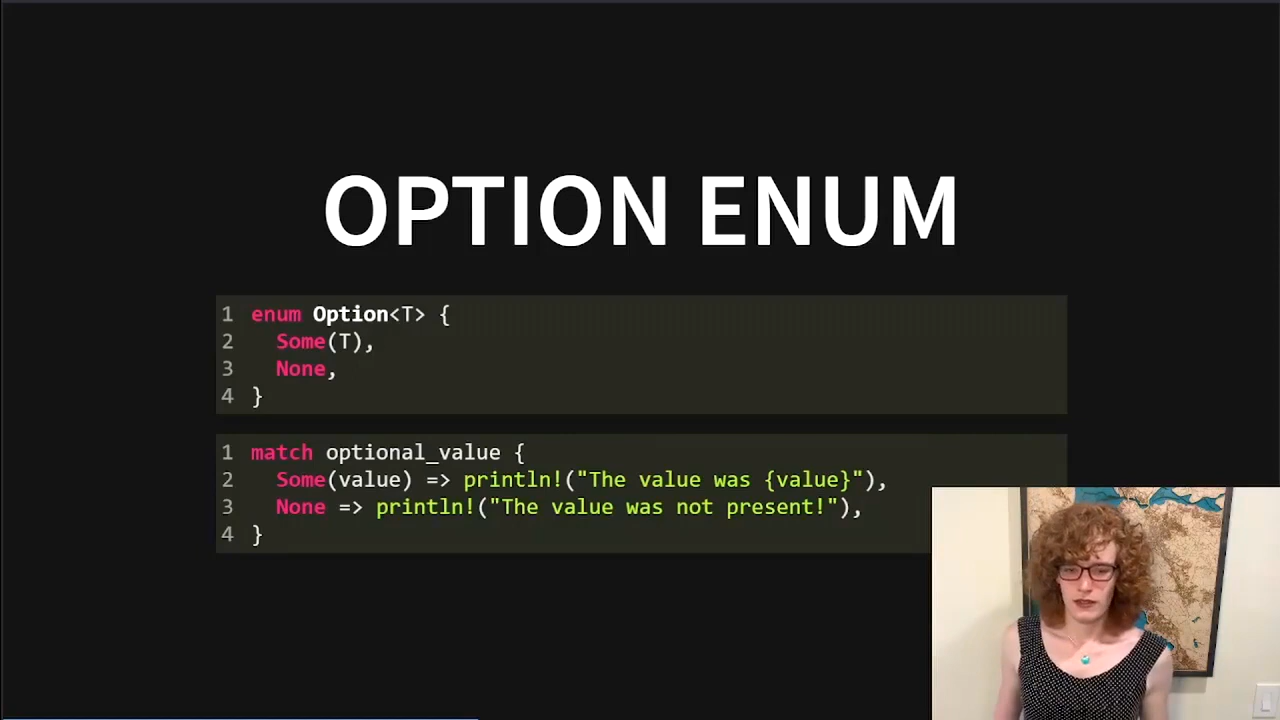 OPTION ENUM
1 enum Option<T> {
2   Some(T),
3   None,
4 }
1 match optional_value {
2   Some(value) => println!("The value was {value}"),
3   None => println!("The value was not present!"),
4 }